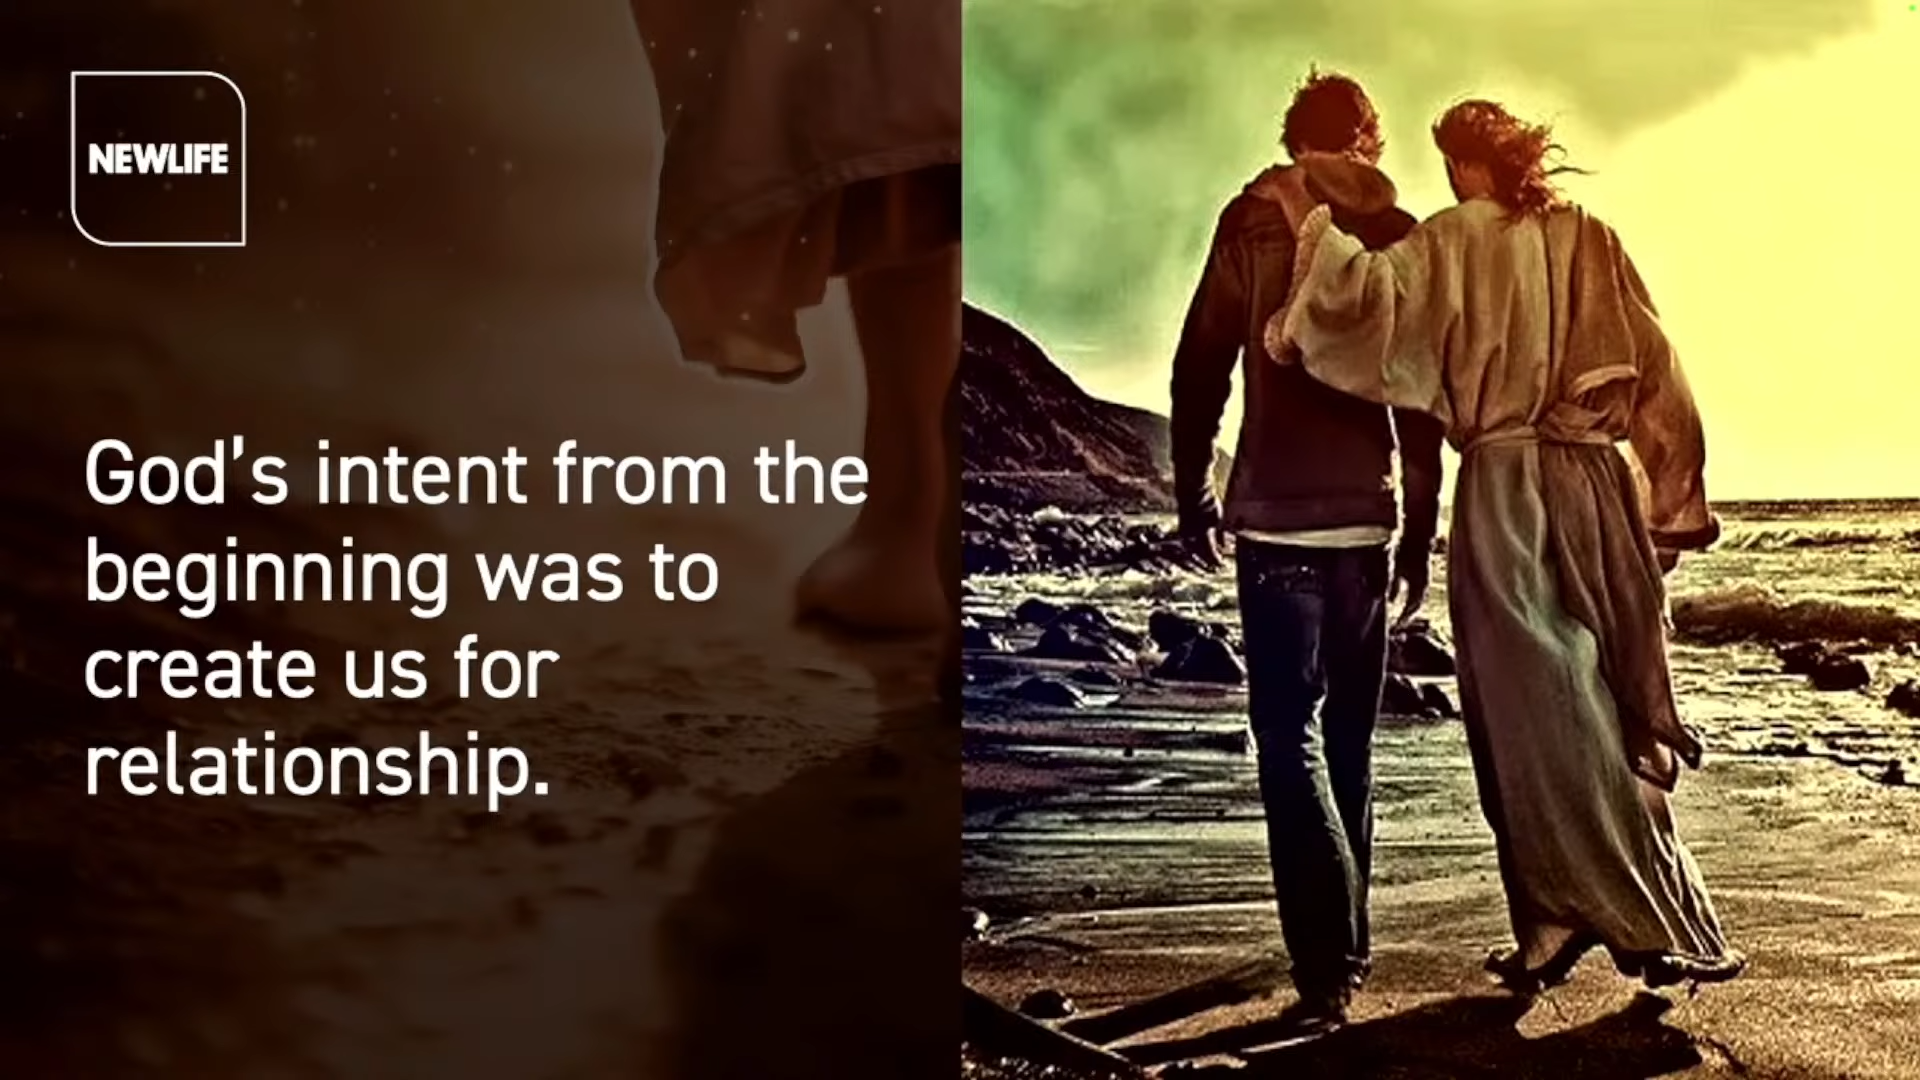 NEWLIFE
God's intent from the
beginning was to
create us for
relationship.